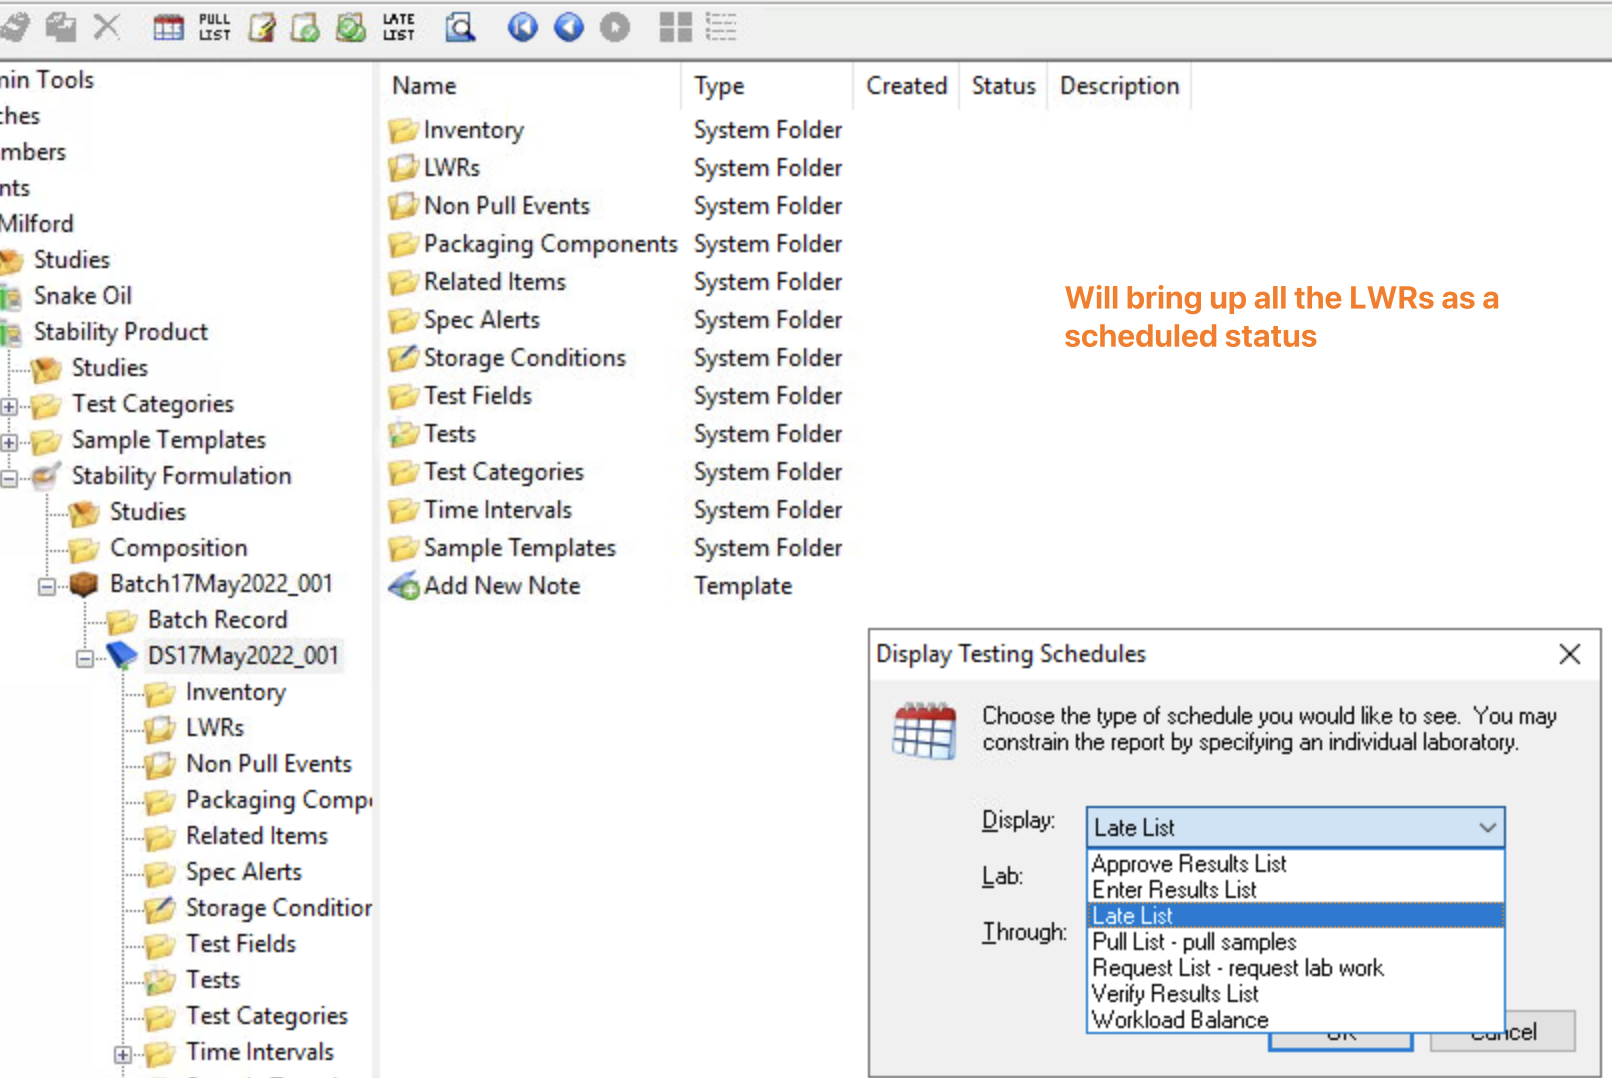 PULL
LIST
LATE
LIST
min Tools
ches
mbers
nts
Milford
Studies
Snake Oil
Stability Product
Studies
Test Categories
Sample Templates
Stability Formulation
Studies
Composition
Batch17May2022_001
Batch Record
DS17May2022_001
Inventory
LWRs
Non Pull Events
Packaging Comp
Related Items
Spec Alerts
Storage Condition
Test Fields
Tests
Test Categories
Time Intervals
Name Type Created Status Description
Inventory System Folder
LWRs System Folder
Non Pull Events System Folder
Packaging Components System Folder
Related Items System Folder
Spec Alerts System Folder
Storage Conditions System Folder
Test Fields System Folder
Tests System Folder
Test Categories System Folder
Time Intervals System Folder
Sample Templates System Folder
Add New Note Template
Will bring up all the LWRs as a
scheduled status
Display Testing Schedules
Choose the type of schedule you would like to see. You may
constrain the report by specifying an individual laboratory.
Display: Late List
Lab:
Through:
Approve Results List
Enter Results List
Late List
Pull List - pull samples
Request List - request lab work
Verify Results List
Workload Balance
OK Cancel